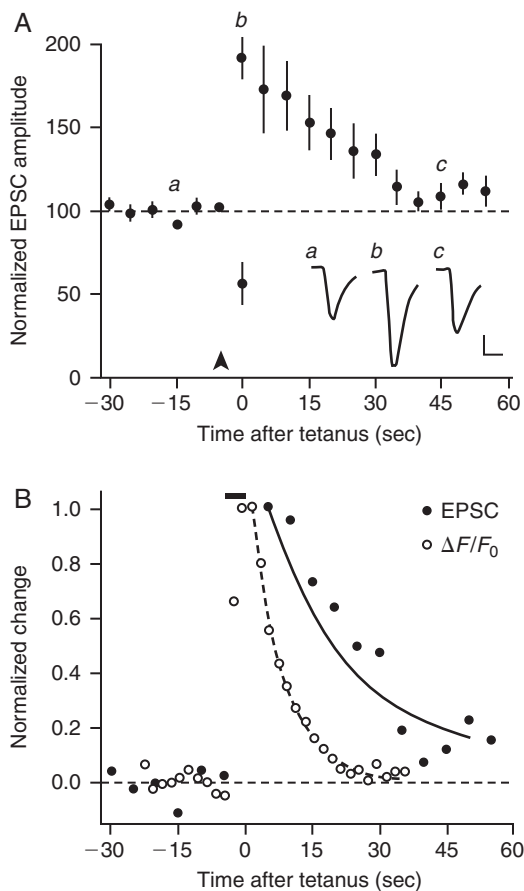 A
Normalized EPSC amplitude
200
150
100
50
0
b
a
c
a b c
−30 −15 0 15 30 45 60
Time after tetanus (sec)
B
Normalized change
1.0
0.8
0.6
0.4
0.2
0.0
EPSC
ΔF/F0
−30 −15 0 15 30 45 60
Time after tetanus (sec)